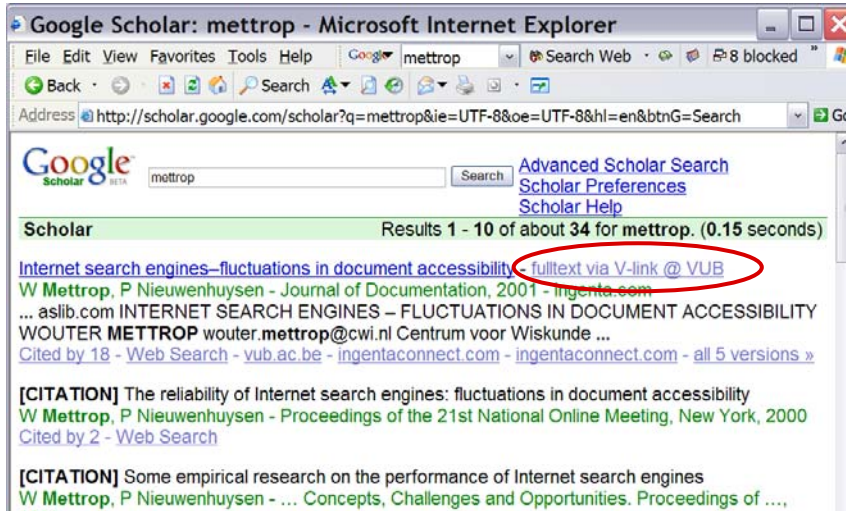 Google Scholar: mettrop - Microsoft Internet Explorer
File Edit View Favorites Tools Help Google mettrop Search Web 8 blocked "
Back Search
Address http://scholar.google.com/scholar?q=mettrop&ie=UTF-8&oe=UTF-8&hl=en&btnG=Search Go
Google Scholar BETA mettrop Search Advanced Scholar Search
Scholar Preferences
Scholar Help
Scholar Results 1 - 10 of about 34 for mettrop. (0.15 seconds)
Internet search engines–fluctuations in document accessibility - fulltext via V-link @ VUB
W Mettrop, P Nieuwenhuysen - Journal of Documentation, 2001 - ingenta.com
... aslib.com INTERNET SEARCH ENGINES – FLUCTUATIONS IN DOCUMENT ACCESSIBILITY
WOUTER METTROP wouter.mettrop@cwi.nl Centrum voor Wiskunde ...
Cited by 18 - Web Search - vub.ac.be - ingentaconnect.com - ingentaconnect.com - all 5 versions »
[CITATION] The reliability of Internet search engines: fluctuations in document accessibility
W Mettrop, P Nieuwenhuysen - Proceedings of the 21st National Online Meeting, New York, 2000
Cited by 2 - Web Search
[CITATION] Some empirical research on the performance of Internet search engines
W Mettrop, P Nieuwenhuysen - … Concepts, Challenges and Opportunities. Proceedings of …,